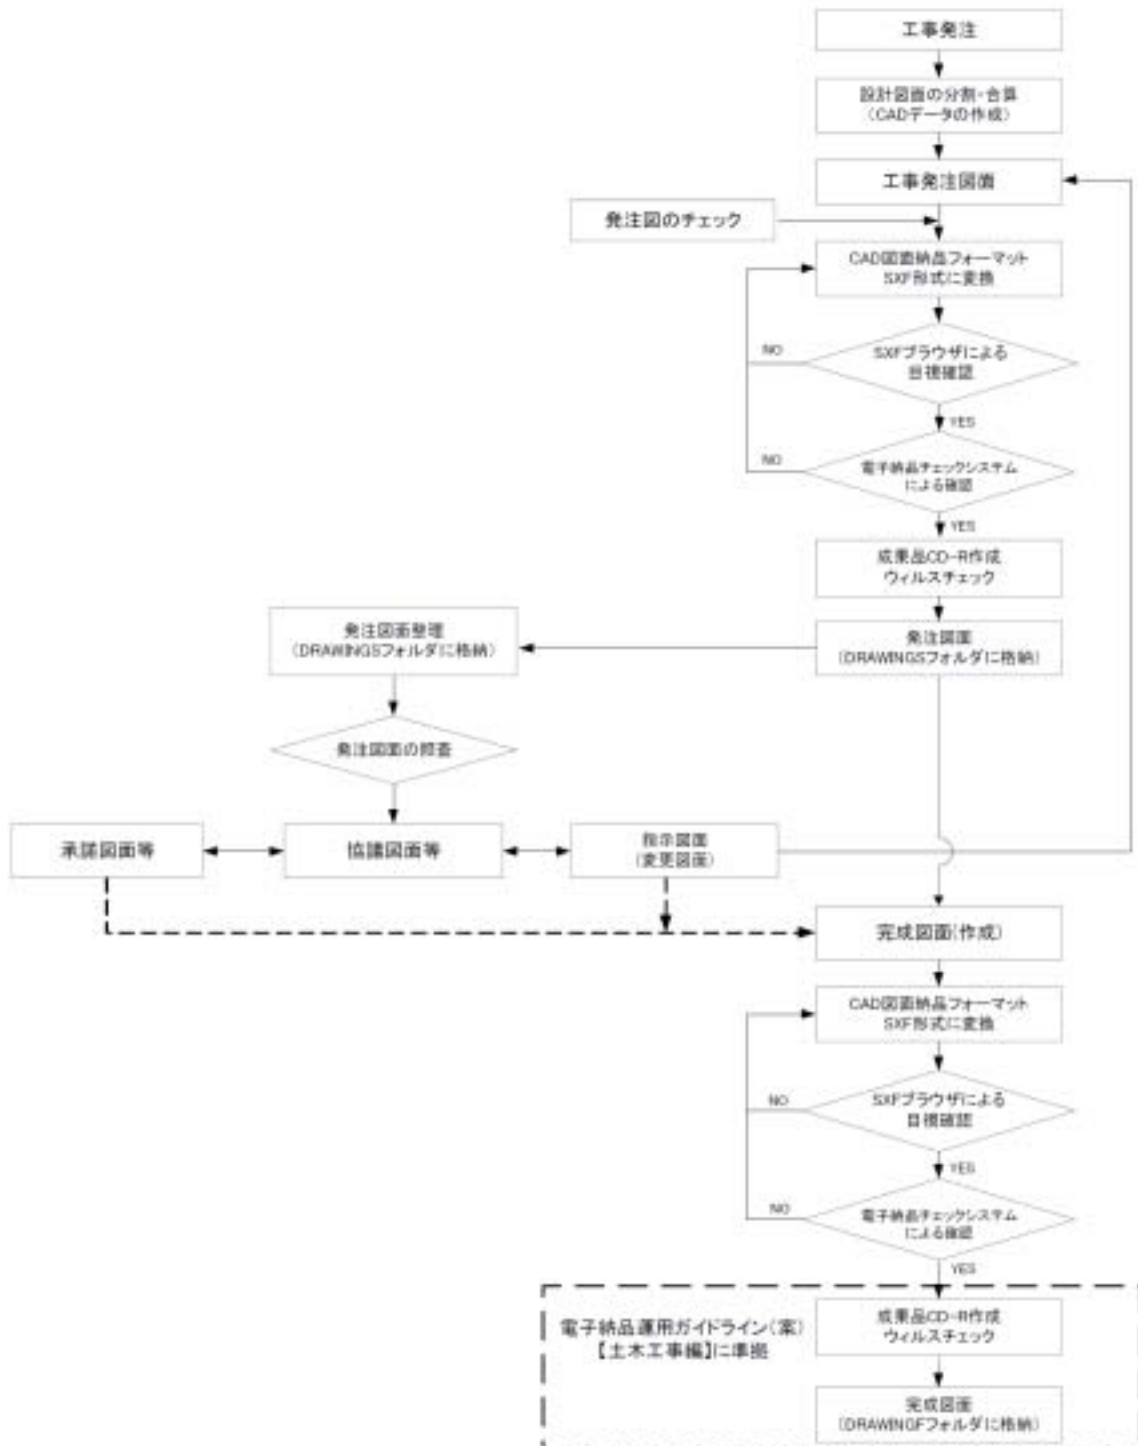 工事発注
設計図面の分割・合算
(CADデータの作成)
工事発注図面
発注図のチェック
CAD図面納品フォーマット
SXF形式に変換
NO
SXFブラウザによる
目視確認
YES
NO
電子納品チェックシステム
による確認
YES
成果品CD-R作成
ウィルスチェック
発注図面整理
(DRAWINGSフォルダに格納)
発注図面
(DRAWINGSフォルダに格納)
発注図面の照査
承諾図面等
協議図面等
指示図面
(変更図面)
完成図面(作成)
CAD図面納品フォーマット
SXF形式に変換
NO
SXFブラウザによる
目視確認
YES
NO
電子納品チェックシステム
による確認
YES
電子納品運用ガイドライン(案)
【土木工事編】に準拠
成果品CD-R作成
ウィルスチェック
完成図面
(DRAWINGFフォルダに格納)